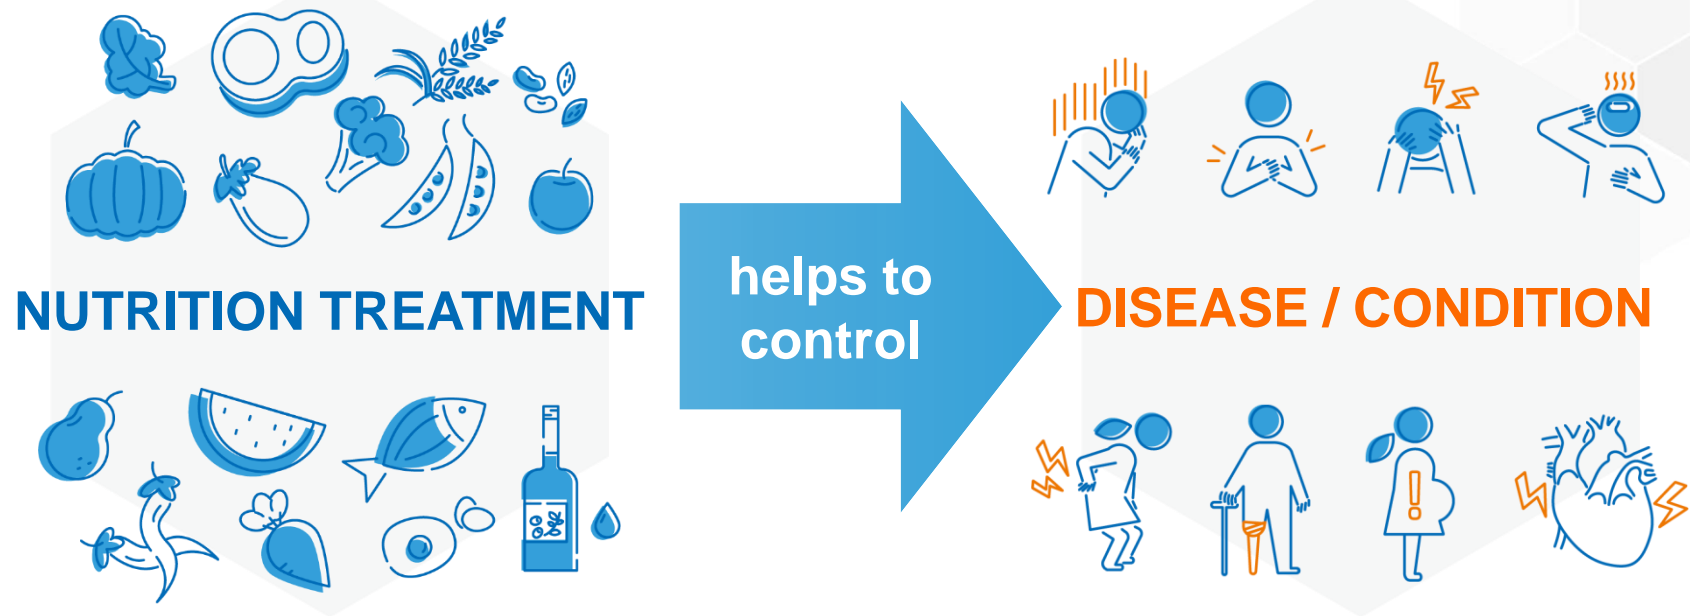 NUTRITION TREATMENT
helps to
control
DISEASE / CONDITION